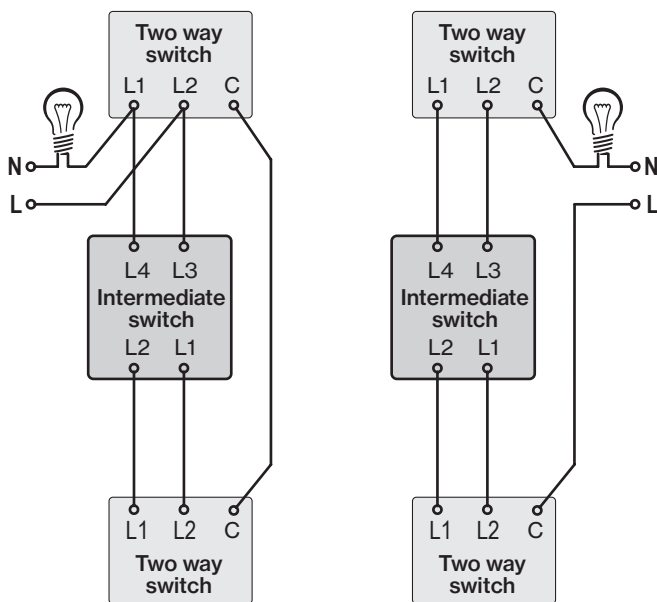 Two way
switch
L1 L2 C
N
L
L4 L3
Intermediate
switch
L2 L1
L1 L2 C
Two way
switch
Two way
switch
L1 L2 C
N
L
L4 L3
Intermediate
switch
L2 L1
L1 L2 C
Two way
switch